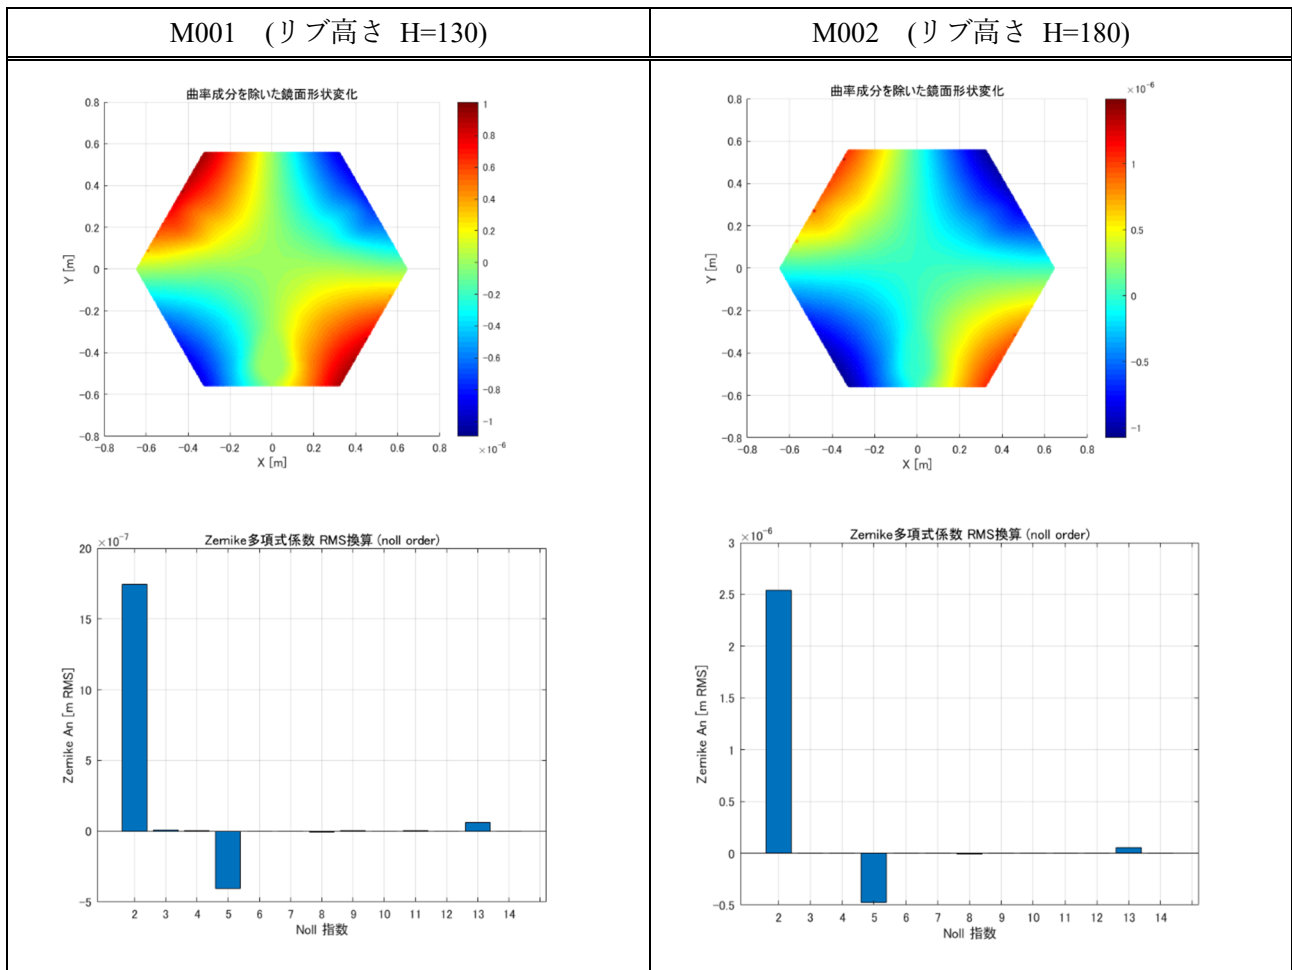 M001 (リブ高さ H=130)
M002 (リブ高さ H=180)
曲率成分を除いた鏡面形状変化
0.8
0.6
0.4
0.2
0
−0.2
−0.4
−0.6
−0.8
Y [m]
−0.8 −0.6 −0.4 −0.2 0 0.2 0.4 0.6 0.8
X [m]
1
0.8
0.6
0.4
0.2
0
−0.2
−0.4
−0.6
−0.8
−1
×10⁻⁶
曲率成分を除いた鏡面形状変化
0.8
0.6
0.4
0.2
0
−0.2
−0.4
−0.6
−0.8
Y [m]
−0.8 −0.6 −0.4 −0.2 0 0.2 0.4 0.6 0.8
X [m]
×10⁻⁶
1
0.5
0
−0.5
−1
Zernike多項式係数 RMS換算 (noll order)
×10⁻⁷
20
15
10
5
0
−5
Zernike An [m RMS]
2 3 4 5 6 7 8 9 10 11 12 13 14
Noll 指数
Zernike多項式係数 RMS換算 (noll order)
×10⁻⁶
3
2.5
2
1.5
1
0.5
0
−0.5
Zernike An [m RMS]
2 3 4 5 6 7 8 9 10 11 12 13 14
Noll 指数